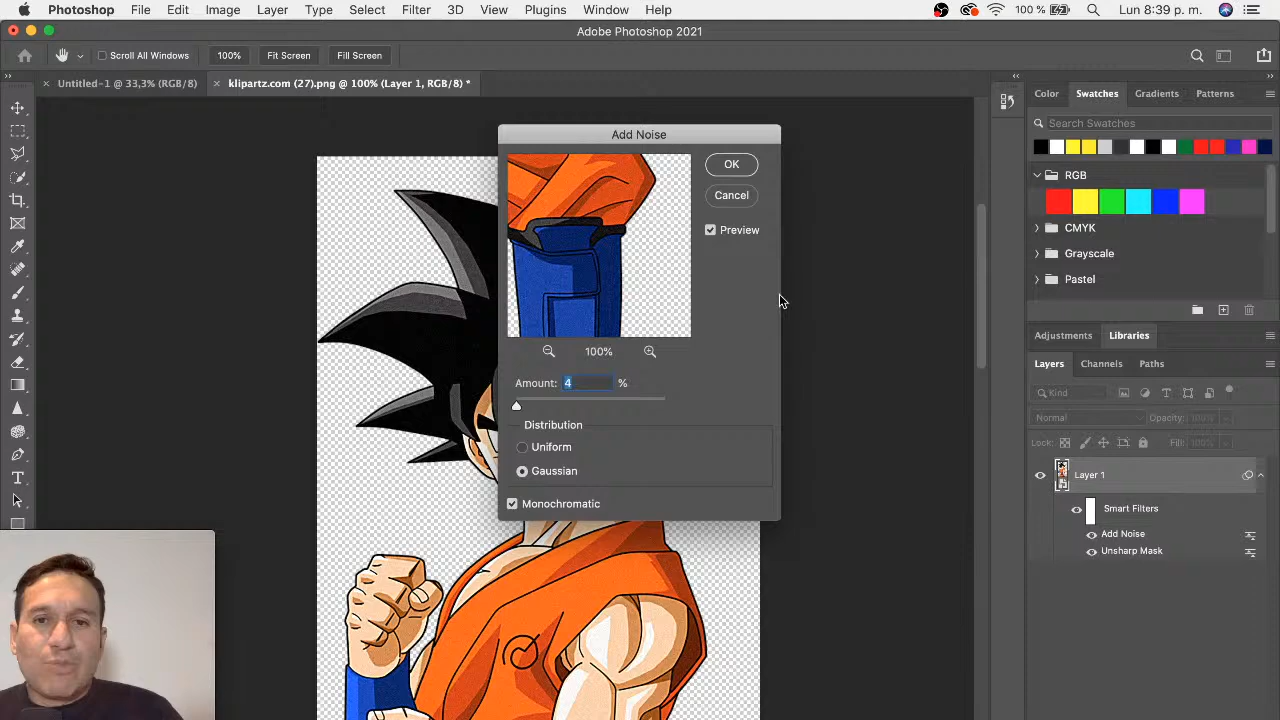 Photoshop File Edit Image Layer Type Select Filter 3D View Plugins Window Help 100 % Lun 8:39 p. m.
Adobe Photoshop 2021
Scroll All Windows 100% Fit Screen Fill Screen
× Untitled-1 @ 33,3% (RGB/8) × klipartz.com (27).png @ 100% (Layer 1, RGB/8) *
Color Swatches Gradients Patterns
Search Swatches
RGB
CMYK
Grayscale
Pastel
Adjustments Libraries
Layers Channels Paths
Kind
Normal Opacity: 100%
Lock: Fill: 100%
Layer 1
Smart Filters
Add Noise
Unsharp Mask
Add Noise
OK
Cancel
Preview
100%
Amount: 4 %
Distribution
Uniform
Gaussian
Monochromatic